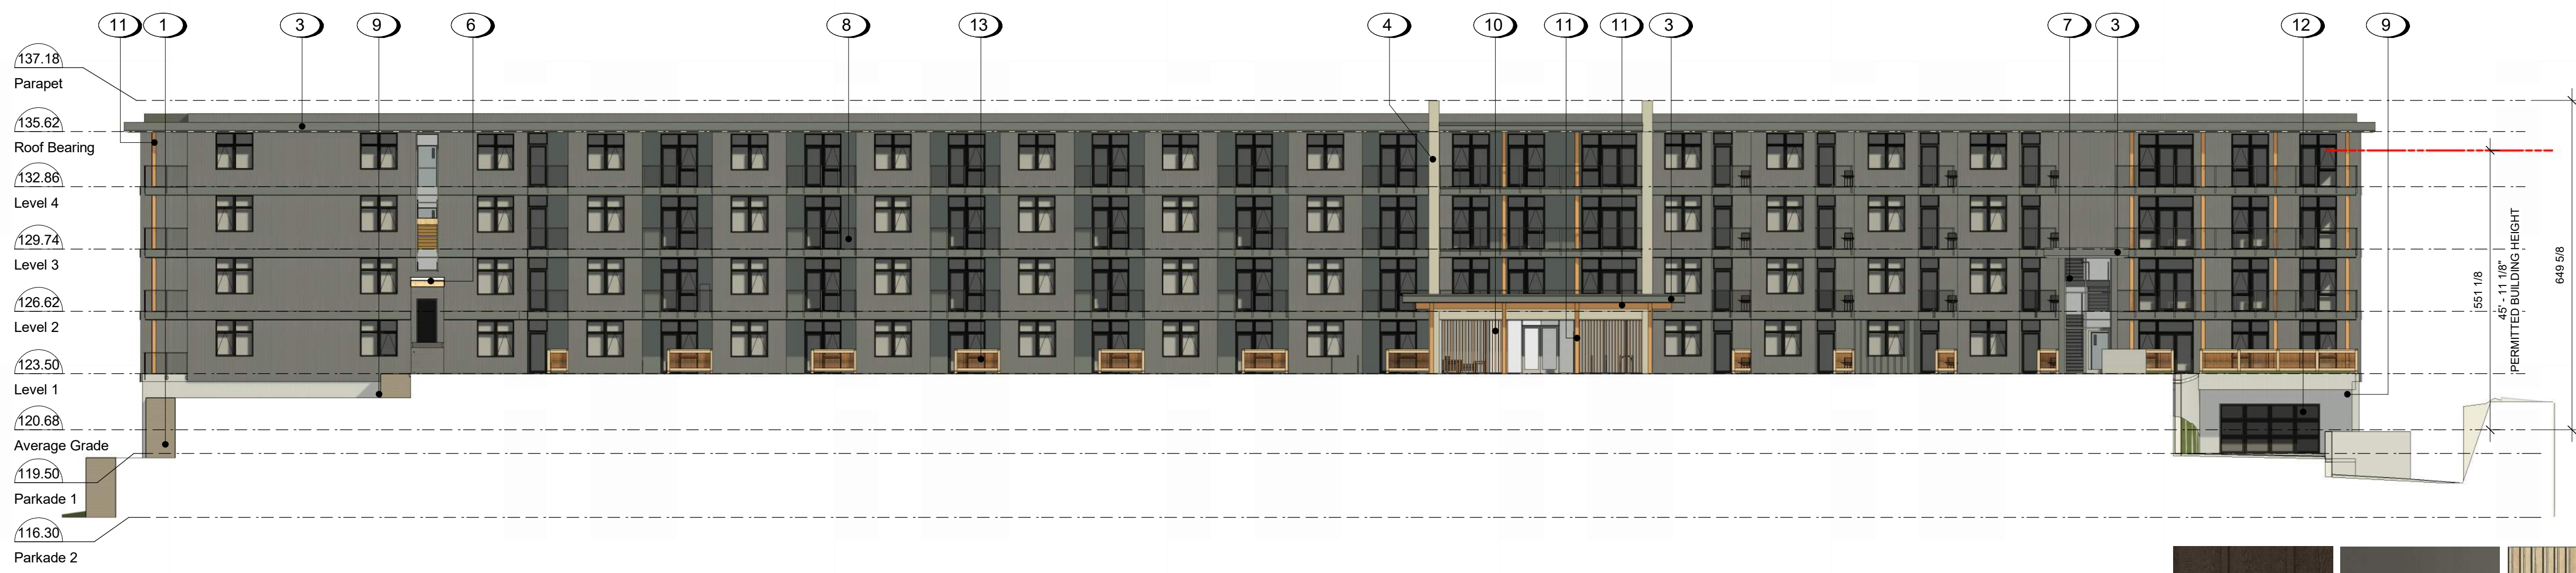 11 1 3 9 6 8 13 4 10 11 11 3 7 3 12 9
137.18
Parapet
135.62
Roof Bearing
132.86
Level 4
129.74
Level 3
126.62
Level 2
123.50
Level 1
120.68
Average Grade
119.50
Parkade 1
116.30
Parkade 2
551 1/8
45' - 11 1/8"
PERMITTED BUILDING HEIGHT
649 5/8